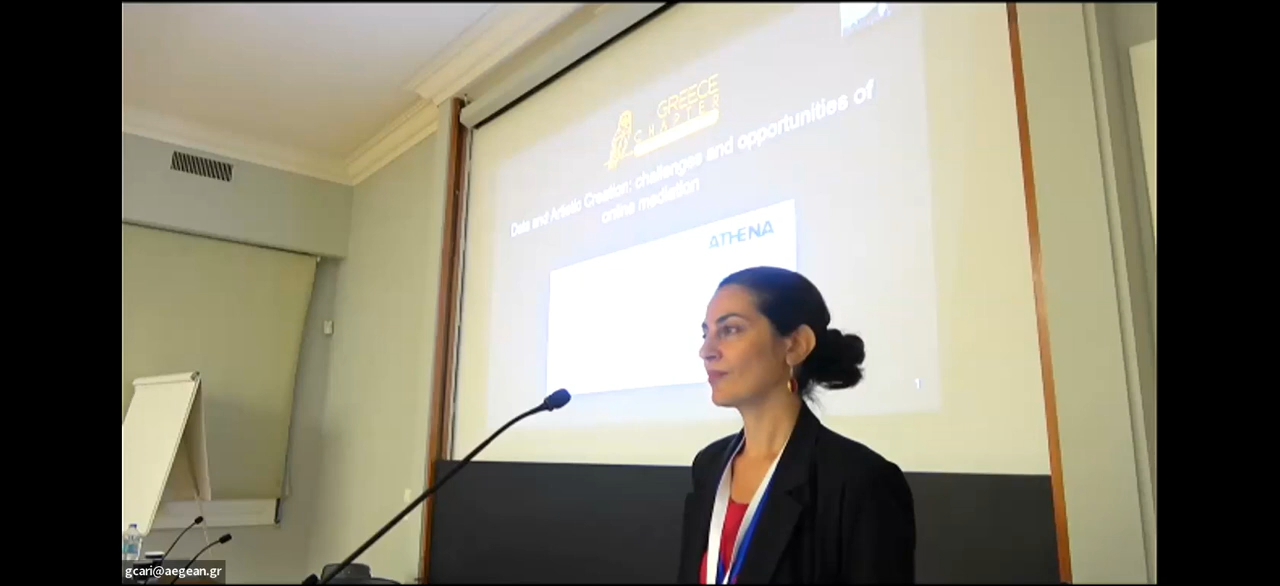 GREECE
CHAPTER
Data and Artistic Creation: challenges and opportunities of
online mediation
ATHENA
1
gcari@aegean.gr